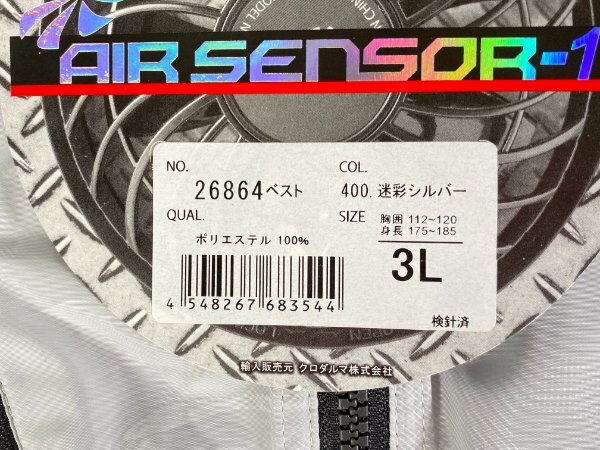 MODEL N
CHIN
AIR SENSOR-1
NO.
26864ベスト
COL.
400. 迷彩シルバー
QUAL.
ポリエステル 100%
SIZE
胸囲 112~120
身長 175~185
3L
4 548267 683544
検針済
輸入販売元 クロダルマ株式会社